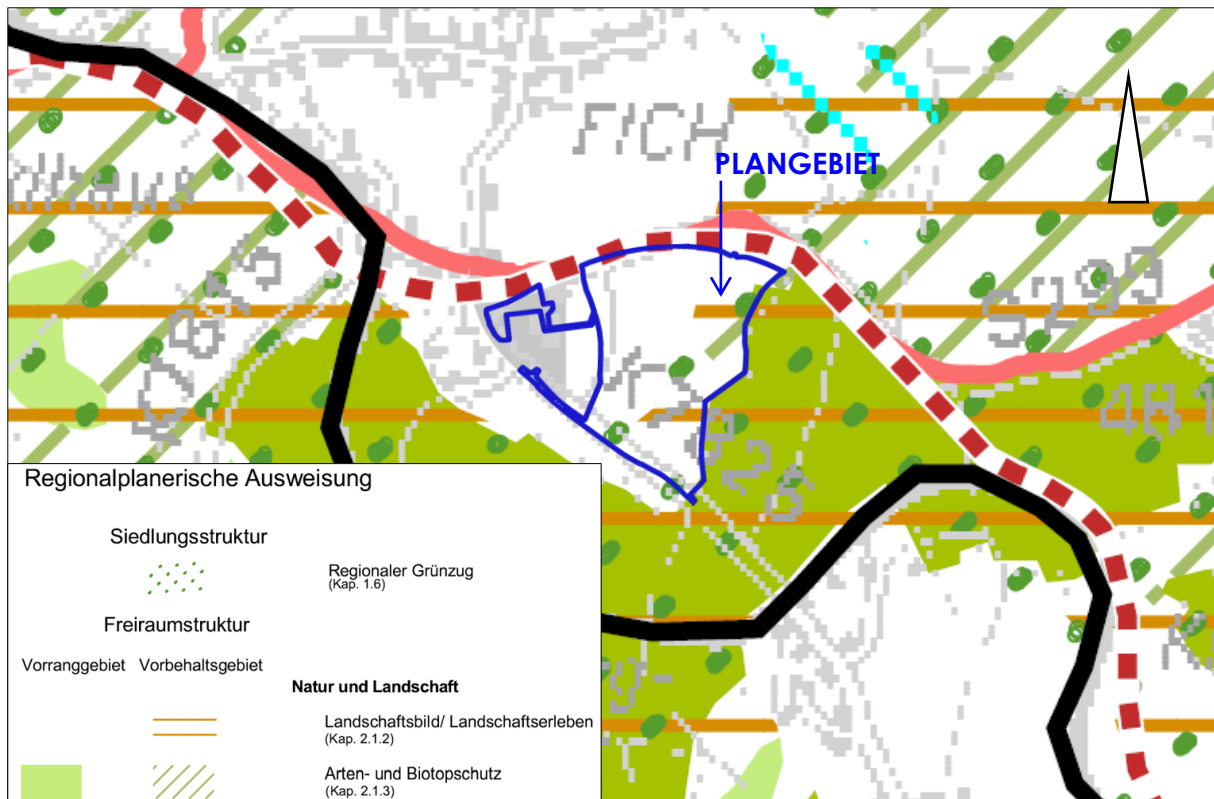 FICH
PLANGEBIET
Regionalplanerische Ausweisung
Siedlungsstruktur
Regionaler Grünzug
(Kap. 1.6)
Freiraumstruktur
Vorranggebiet Vorbehaltsgebiet
Natur und Landschaft
Landschaftsbild/ Landschaftserleben
(Kap. 2.1.2)
Arten- und Biotopschutz
(Kap. 2.1.3)